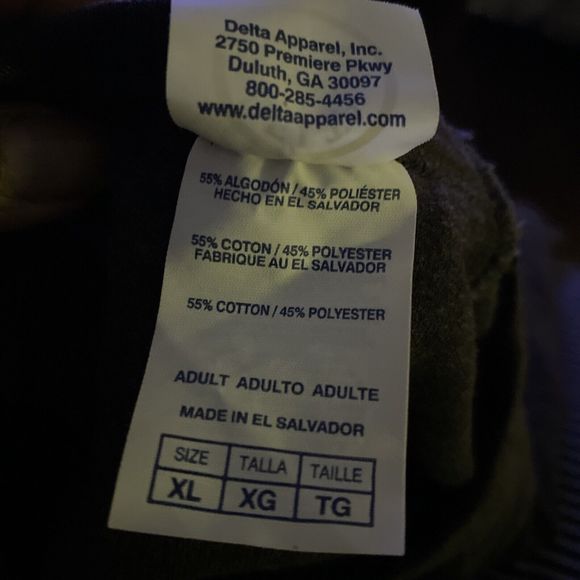 Delta Apparel, Inc.
2750 Premiere Pkwy
Duluth, GA 30097
800-285-4456
www.deltaapparel.com
55% ALGODÓN / 45% POLIÉSTER
HECHO EN EL SALVADOR
55% COTON / 45% POLYESTER
FABRIQUE AU EL SALVADOR
55% COTTON / 45% POLYESTER
ADULT ADULTO ADULTE
MADE IN EL SALVADOR
SIZE TALLA TAILLE
XL XG TG